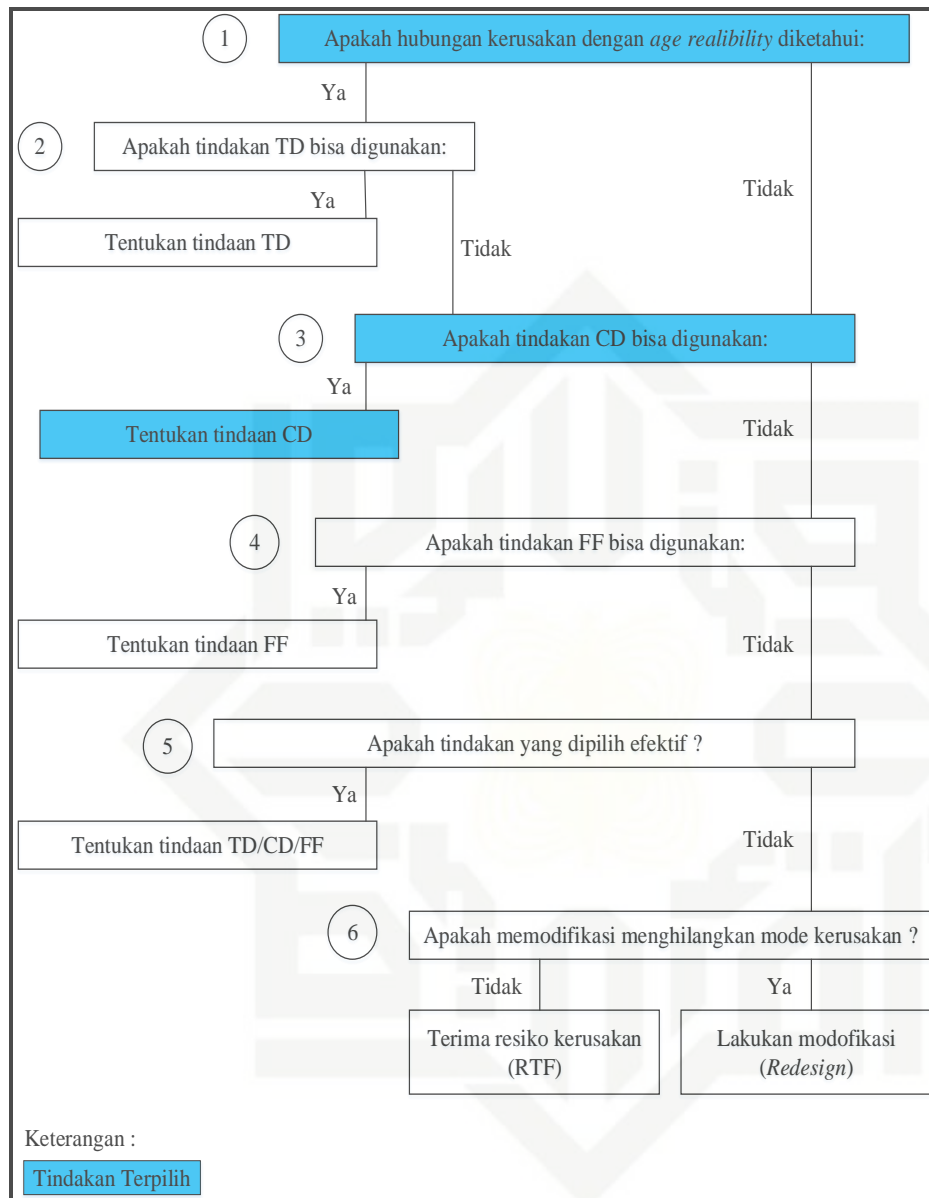 1
Apakah hubungan kerusakan dengan age realibility diketahui:
Ya
2
Apakah tindakan TD bisa digunakan:
Tidak
Ya
Tentukan tindaan TD
Tidak
3
Apakah tindakan CD bisa digunakan:
Ya
Tentukan tindaan CD
Tidak
4
Apakah tindakan FF bisa digunakan:
Ya
Tentukan tindaan FF
Tidak
5
Apakah tindakan yang dipilih efektif ?
Ya
Tentukan tindaan TD/CD/FF
Tidak
6
Apakah memodifikasi menghilangkan mode kerusakan ?
Tidak
Ya
Terima resiko kerusakan
(RTF)
Lakukan modofikasi
(Redesign)
Keterangan :
Tindakan Terpilih